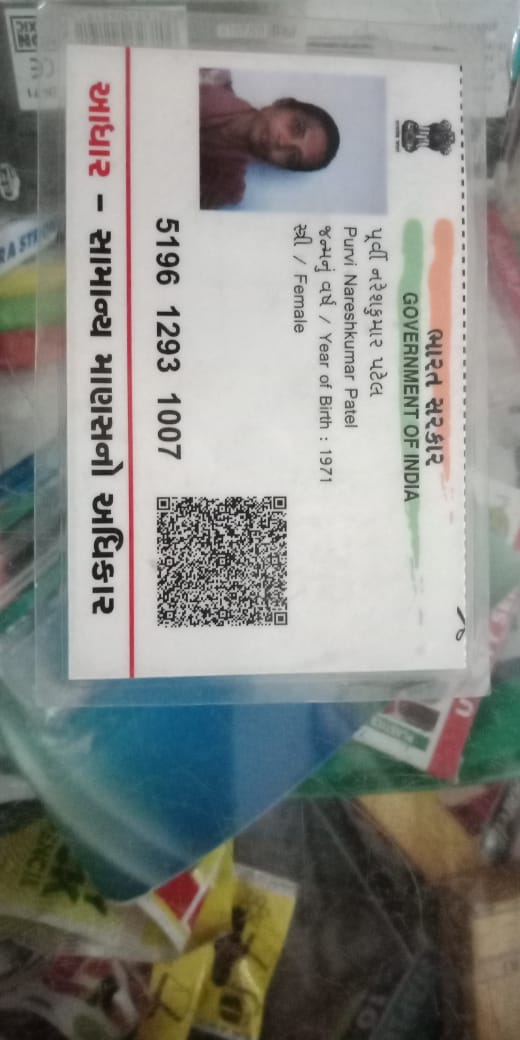 ભારત સરકાર
GOVERNMENT OF INDIA
પૂર્વી નરેશકુમાર પટેલ
Purvi Nareshkumar Patel
જન્મનું વર્ષ / Year of Birth : 1971
સ્ત્રી / Female
5196 1293 1007
આધાર - સામાન્ય માણસનો અધિકાર